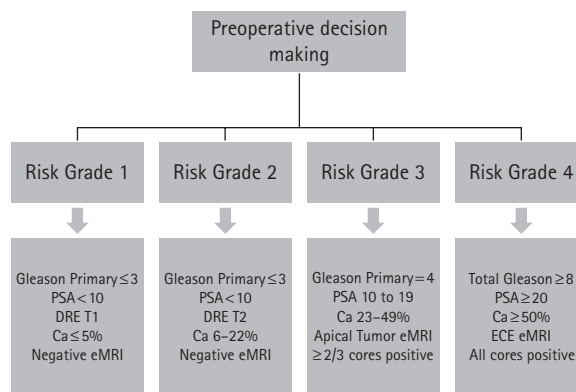 Preoperative decision
making
Risk Grade 1
Risk Grade 2
Risk Grade 3
Risk Grade 4
Gleason Primary≤3
PSA<10
DRE T1
Ca≤5%
Negative eMRI
Gleason Primary≤3
PSA<10
DRE T2
Ca 6–22%
Negative eMRI
Gleason Primary=4
PSA 10 to 19
Ca 23–49%
Apical Tumor eMRI
≥2/3 cores positive
Total Gleason≥8
PSA≥20
Ca≥50%
ECE eMRI
All cores positive